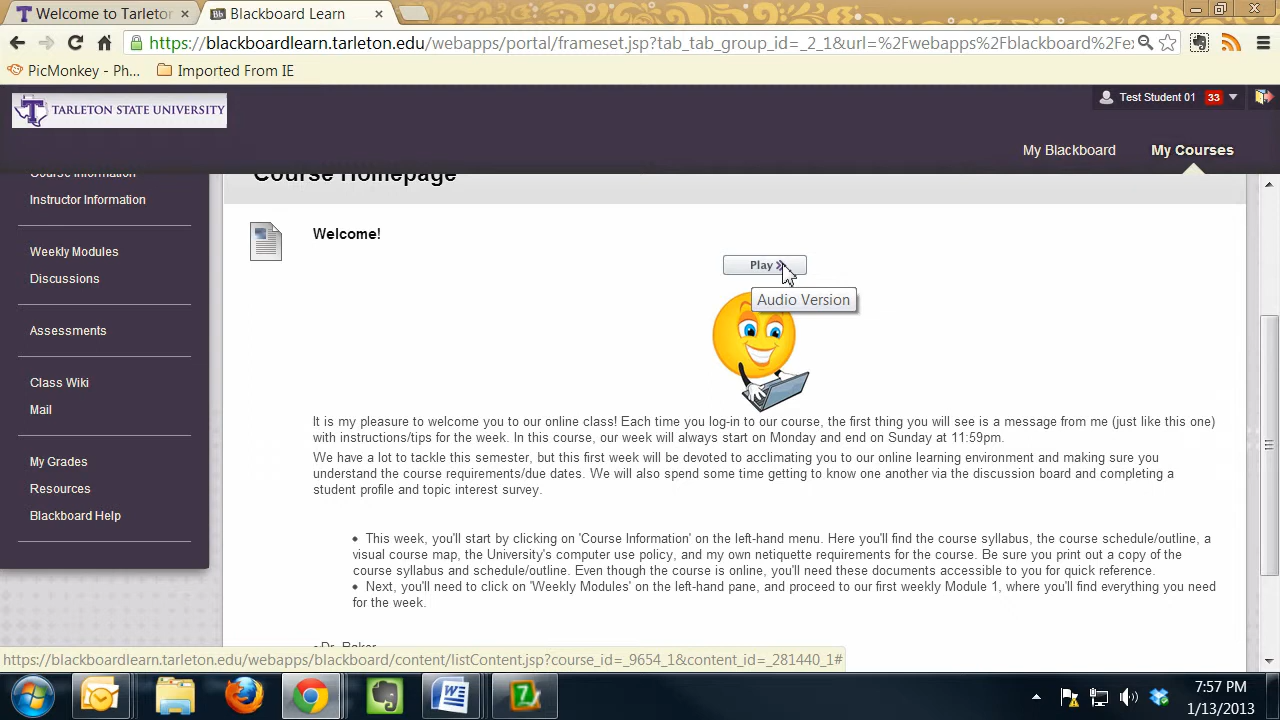 Welcome to Tarletor
Blackboard Learn
https://blackboardlearn.tarleton.edu/webapps/portal/frameset.jsp?tab_tab_group_id=_2_1&url=%2Fwebapps%2Fblackboard%2Fe
PicMonkey - Ph...
Imported From IE
TARLETON STATE UNIVERSITY
Test Student 01 33
My Blackboard
My Courses
Course Information
Instructor Information
Weekly Modules
Discussions
Assessments
Class Wiki
Mail
My Grades
Resources
Blackboard Help
Course Homepage
Welcome!
Play »
Audio Version
It is my pleasure to welcome you to our online class! Each time you log-in to our course, the first thing you will see is a message from me (just like this one)
with instructions/tips for the week. In this course, our week will always start on Monday and end on Sunday at 11:59pm.
We have a lot to tackle this semester, but this first week will be devoted to acclimating you to our online learning environment and making sure you
understand the course requirements/due dates. We will also spend some time getting to know one another via the discussion board and completing a
student profile and topic interest survey.
• This week, you'll start by clicking on 'Course Information' on the left-hand menu. Here you'll find the course syllabus, the course schedule/outline, a
visual course map, the University's computer use policy, and my own netiquette requirements for the course. Be sure you print out a copy of the
course syllabus and schedule/outline. Even though the course is online, you'll need these documents accessible to you for quick reference.
• Next, you'll need to click on 'Weekly Modules' on the left-hand pane, and proceed to our first weekly Module 1, where you'll find everything you need
for the week.
https://blackboardlearn.tarleton.edu/webapps/blackboard/content/listContent.jsp?course_id=_9654_1&content_id=_281440_1#
7:57 PM
1/13/2013